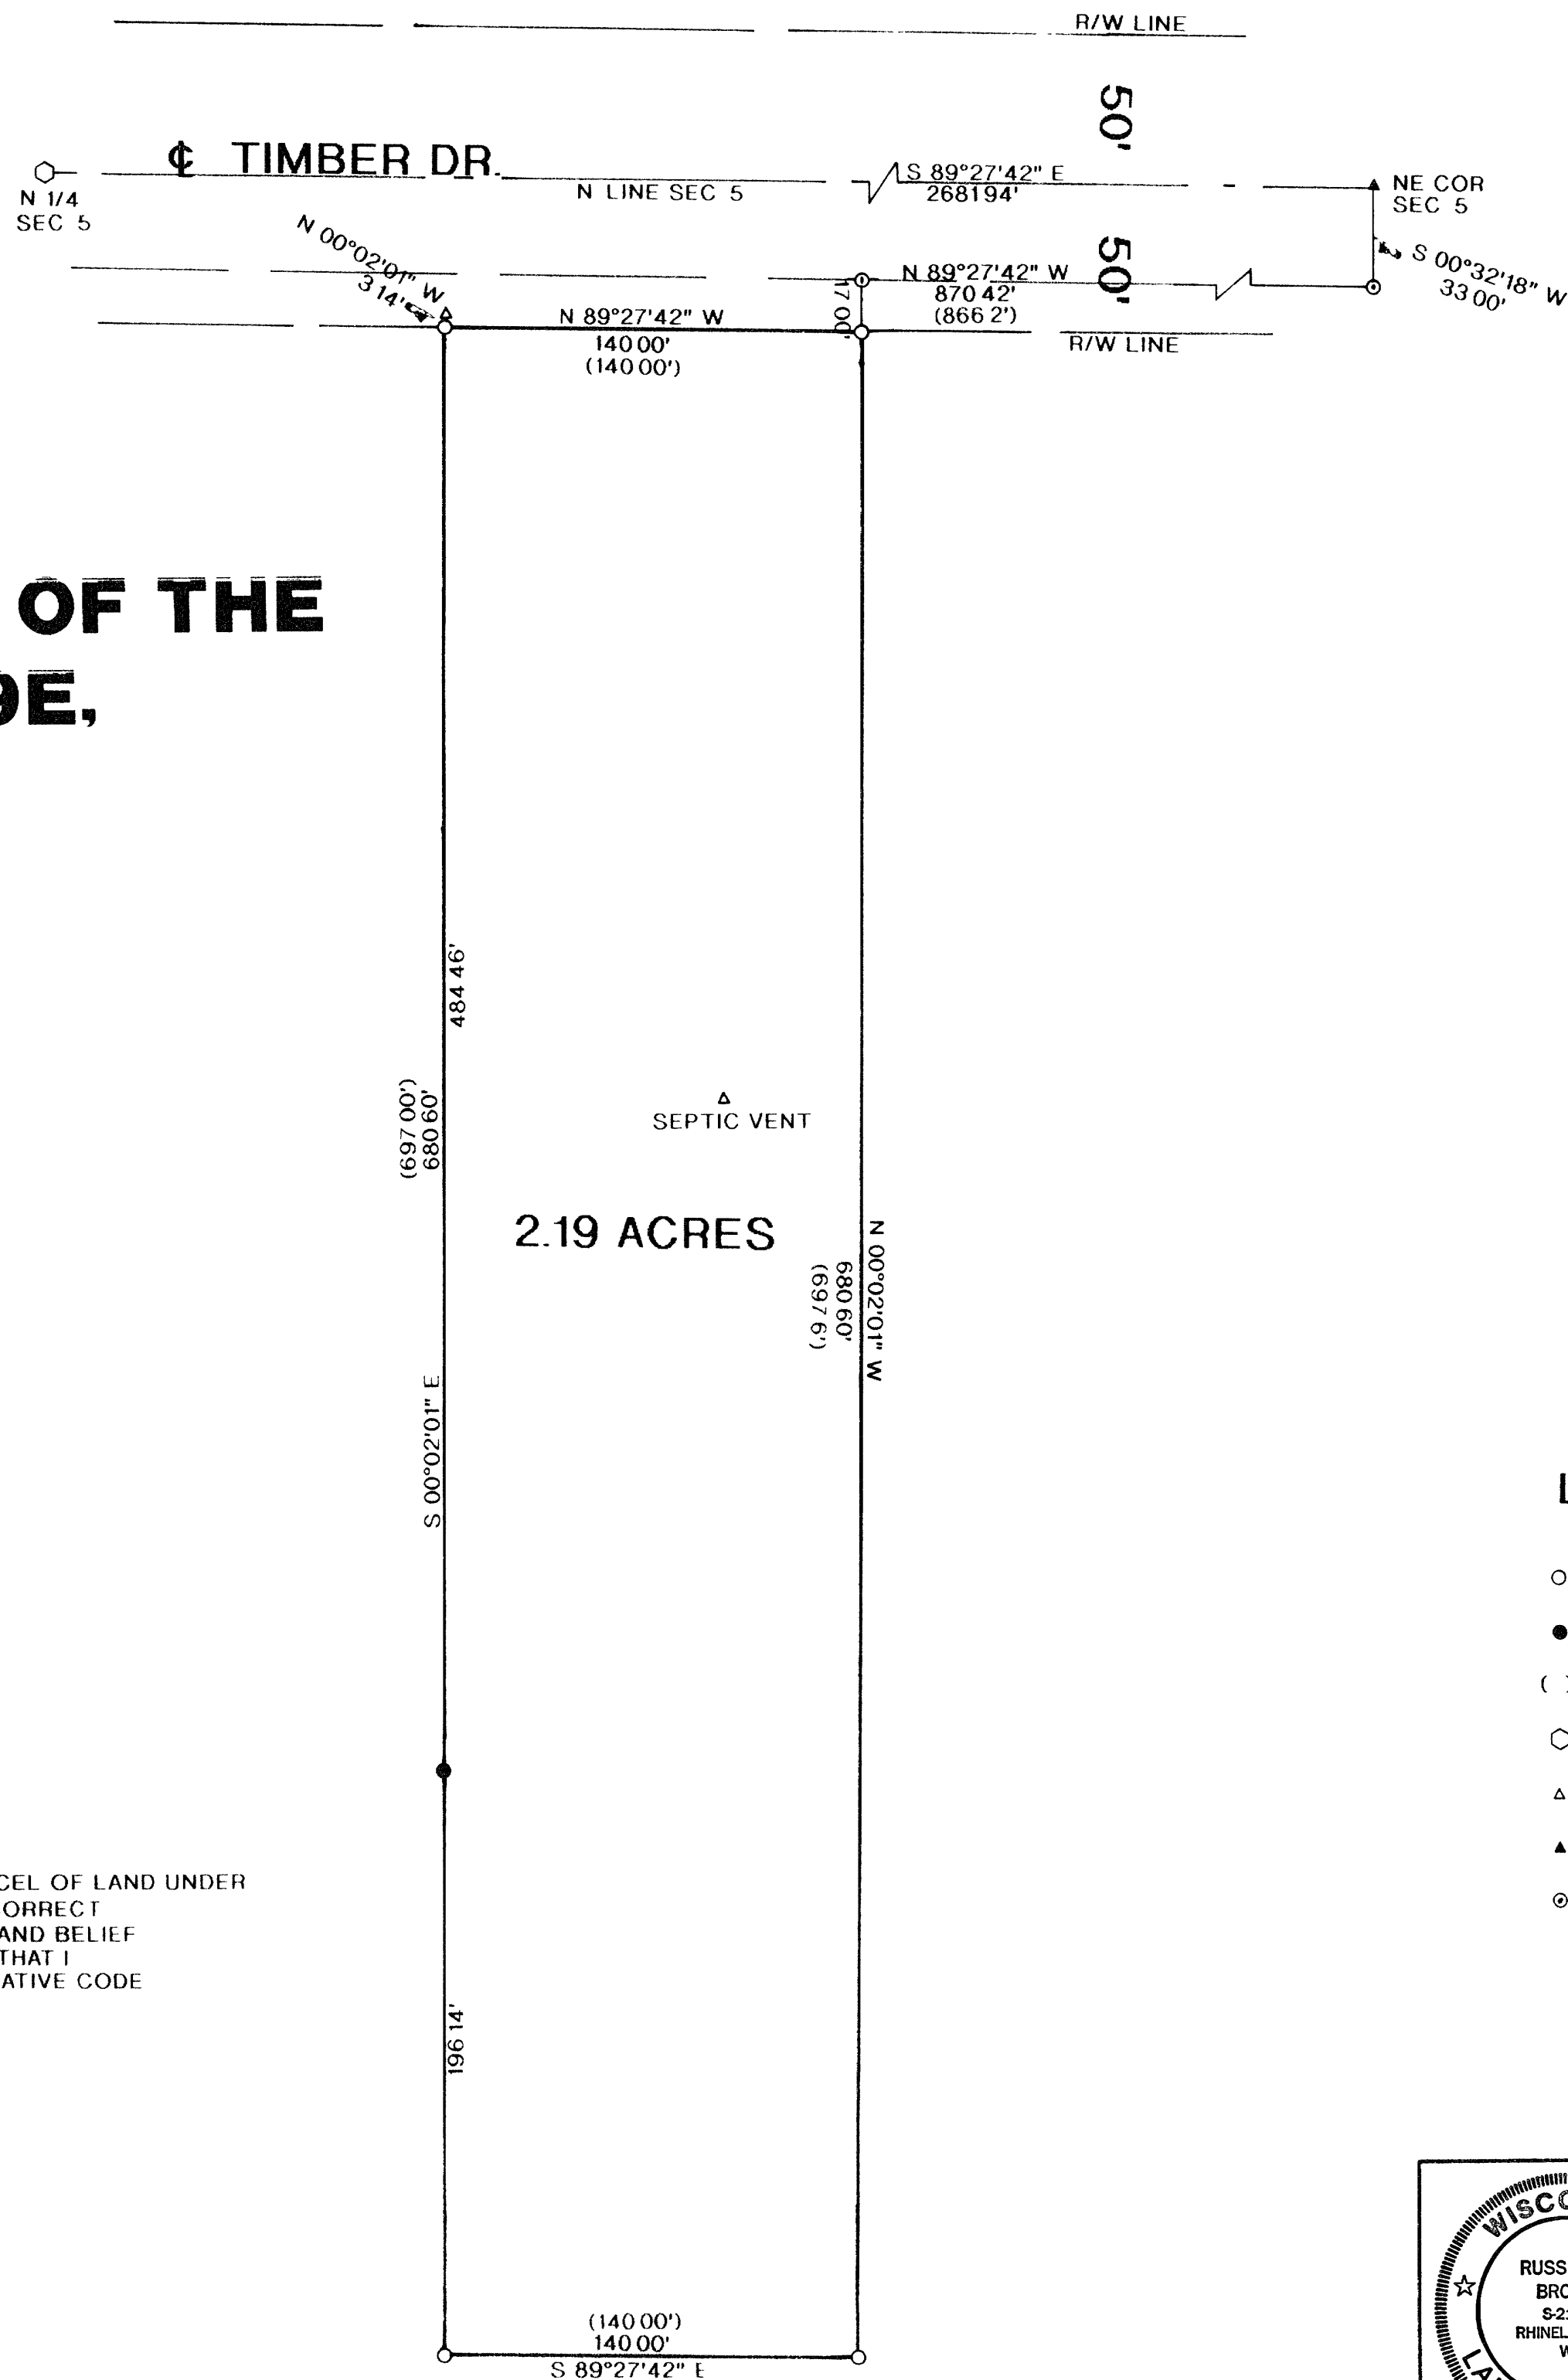 R/W LINE
50'
℄ TIMBER DR.
N 1/4
SEC 5
N LINE SEC 5
S 89°27'42" E
268194'
NE COR
SEC 5
N 00°02'01" W
3 14'
50'
N 89°27'42" W
870 42'
(866 2')
S 00°32'18" W
33 00'
17 00'
N 89°27'42" W
140 00'
(140 00')
R/W LINE
OF THE
9E,
484 46'
(697 00')
680 60'
SEPTIC VENT
2.19 ACRES
N 00°02'01" W
680 60'
(697 6')
S 00°02'01" E
L
( )
CEL OF LAND UNDER
ORRECT
AND BELIEF
THAT I
ATIVE CODE
196 14'
WISCO
RUSS
BRO
S-2
RHINEL
W
LA
(140 00')
140 00'
S 89°27'42" E